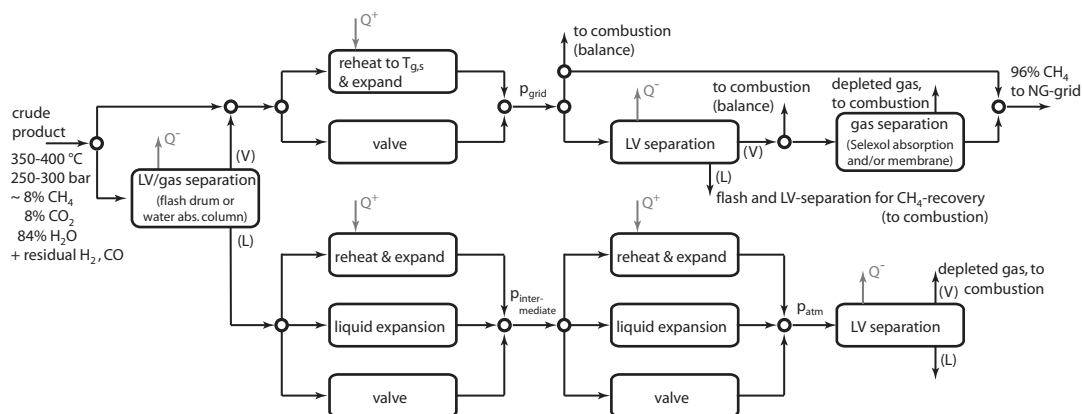 crude
product
350-400 °C
250-300 bar
~ 8% CH4
8% CO2
84% H2O
+ residual H2, CO
Q-
LV/gas separation
(flash drum or
water abs. column)
(V)
(L)
Q+
reheat to Tg,s
& expand
valve
pgrid
to combustion
(balance)
Q-
LV separation
(V)
(L)
flash and LV-separation for CH4-recovery
(to combustion)
to combustion
(balance)
depleted gas,
to combustion
gas separation
(Selexol absorption
and/or membrane)
96% CH4
to NG-grid
Q+
reheat & expand
liquid expansion
valve
pinter-
mediate
Q+
reheat & expand
liquid expansion
valve
patm
Q-
LV separation
depleted gas, to
(V) combustion
(L)